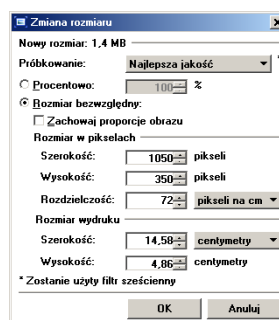 Zmiana rozmiaru
Nowy rozmiar: 1,4 MB
Próbkowanie: Najlepsza jakość *
Procentowo: 100 %
Rozmiar bezwzględny:
Zachowaj proporcje obrazu
Rozmiar w pikselach
Szerokość: 1050 pikseli
Wysokość: 350 pikseli
Rozdzielczość: 72 pikseli na cm
Rozmiar wydruku
Szerokość: 14,58 centymetry
Wysokość: 4,86 centymetry
* Zostanie użyty filtr sześcienny
OK Anuluj